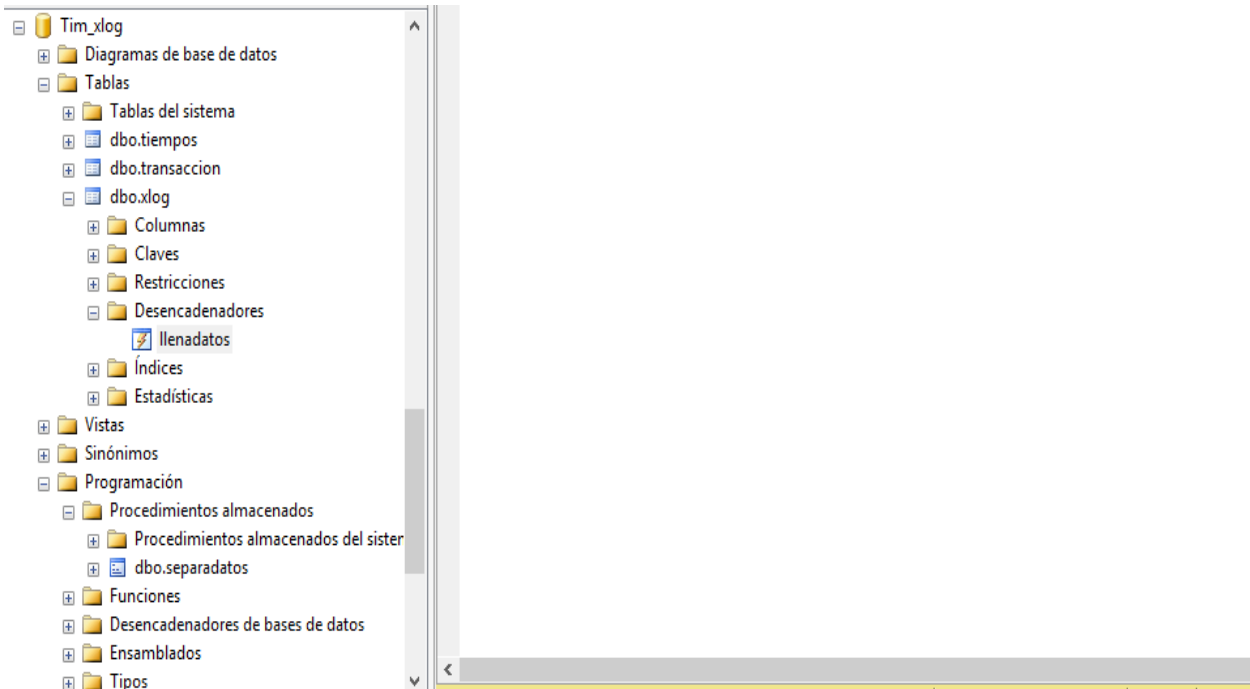 Tim_xlog
Diagramas de base de datos
Tablas
Tablas del sistema
dbo.tiempos
dbo.transaccion
dbo.xlog
Columnas
Claves
Restricciones
Desencadenadores
llenadatos
Índices
Estadísticas
Vistas
Sinónimos
Programación
Procedimientos almacenados
Procedimientos almacenados del sister
dbo.separadatos
Funciones
Desencadenadores de bases de datos
Ensamblados
Tipos